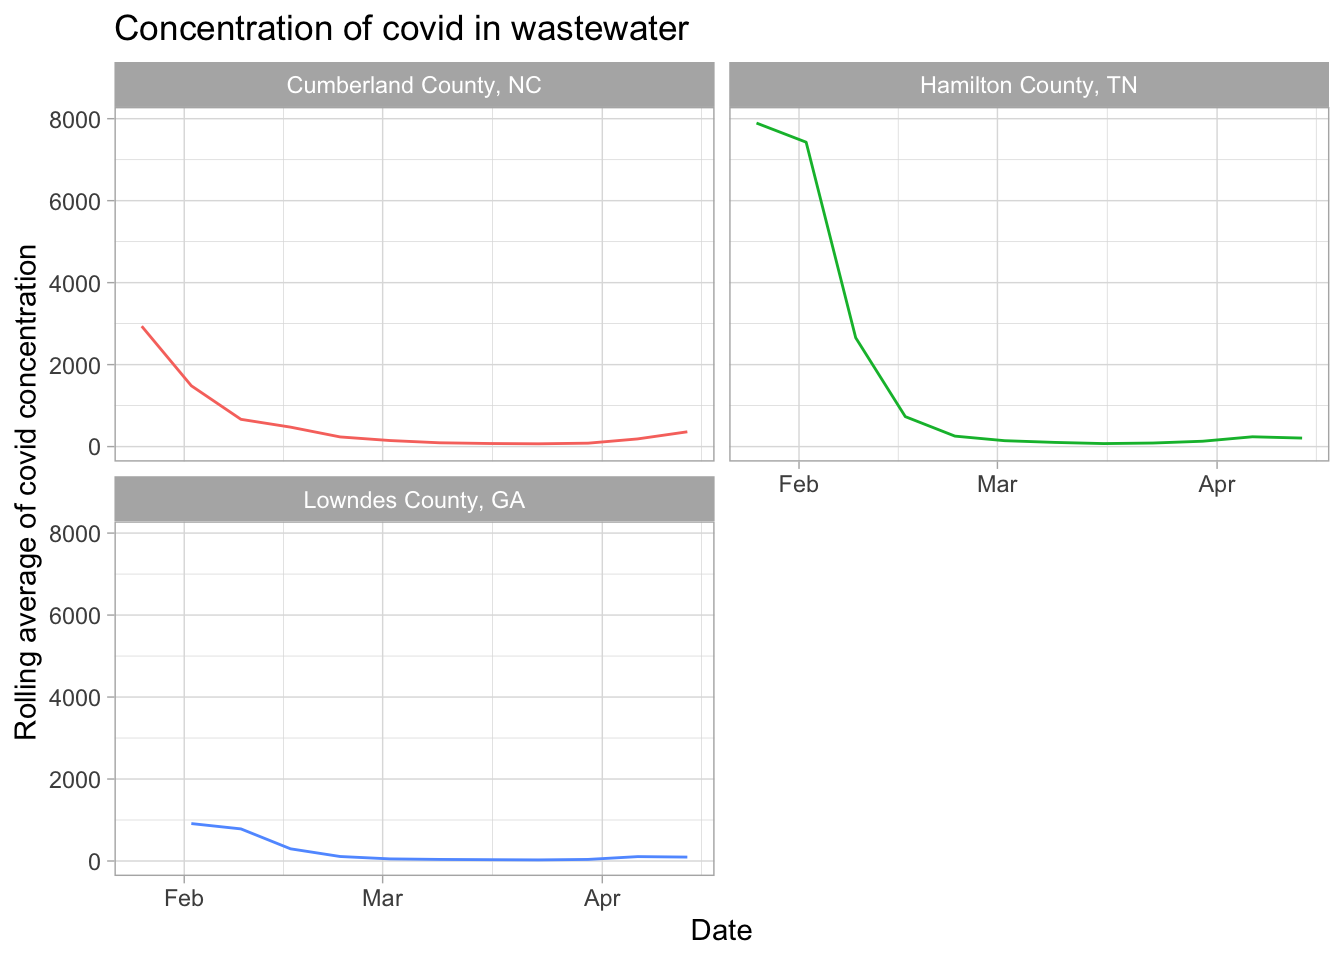 Concentration of covid in wastewater
Cumberland County, NC
Hamilton County, TN
8000
6000
4000
2000
0
Feb
Mar
Apr
Lowndes County, GA
8000
6000
4000
2000
0
Feb
Mar
Apr
Rolling average of covid concentration
Date